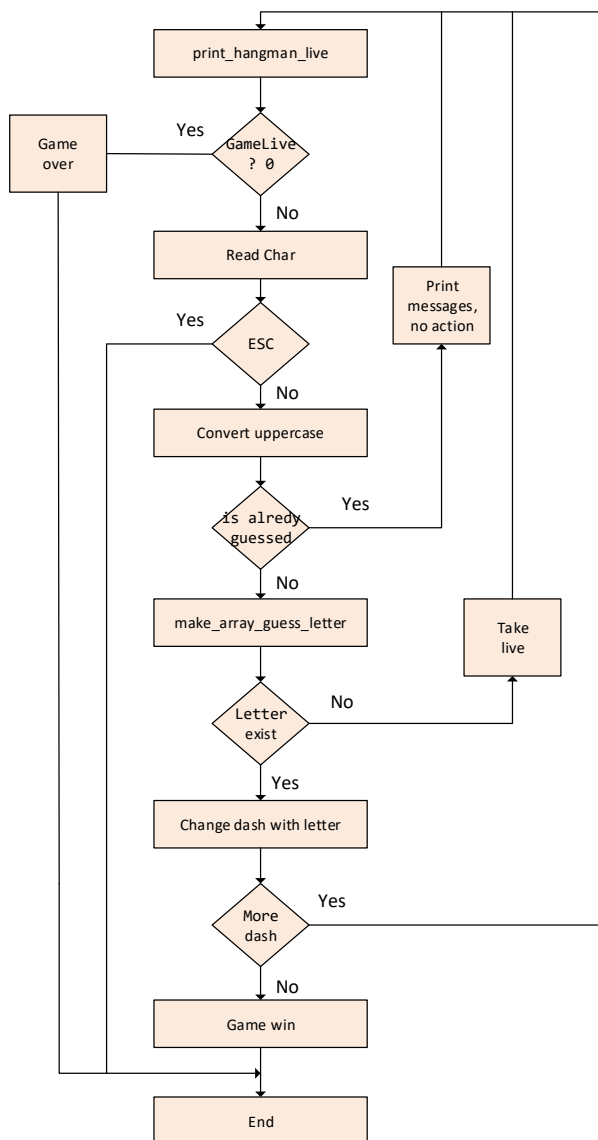 print_hangman_live
Yes
Game
over
GameLive
? 0
No
Read Char
Print
messages,
no action
Yes
ESC
No
Convert uppercase
is alredy
guessed
Yes
No
make_array_guess_letter
Take
live
Letter
exist
No
Yes
Change dash with letter
More
dash
Yes
No
Game win
End